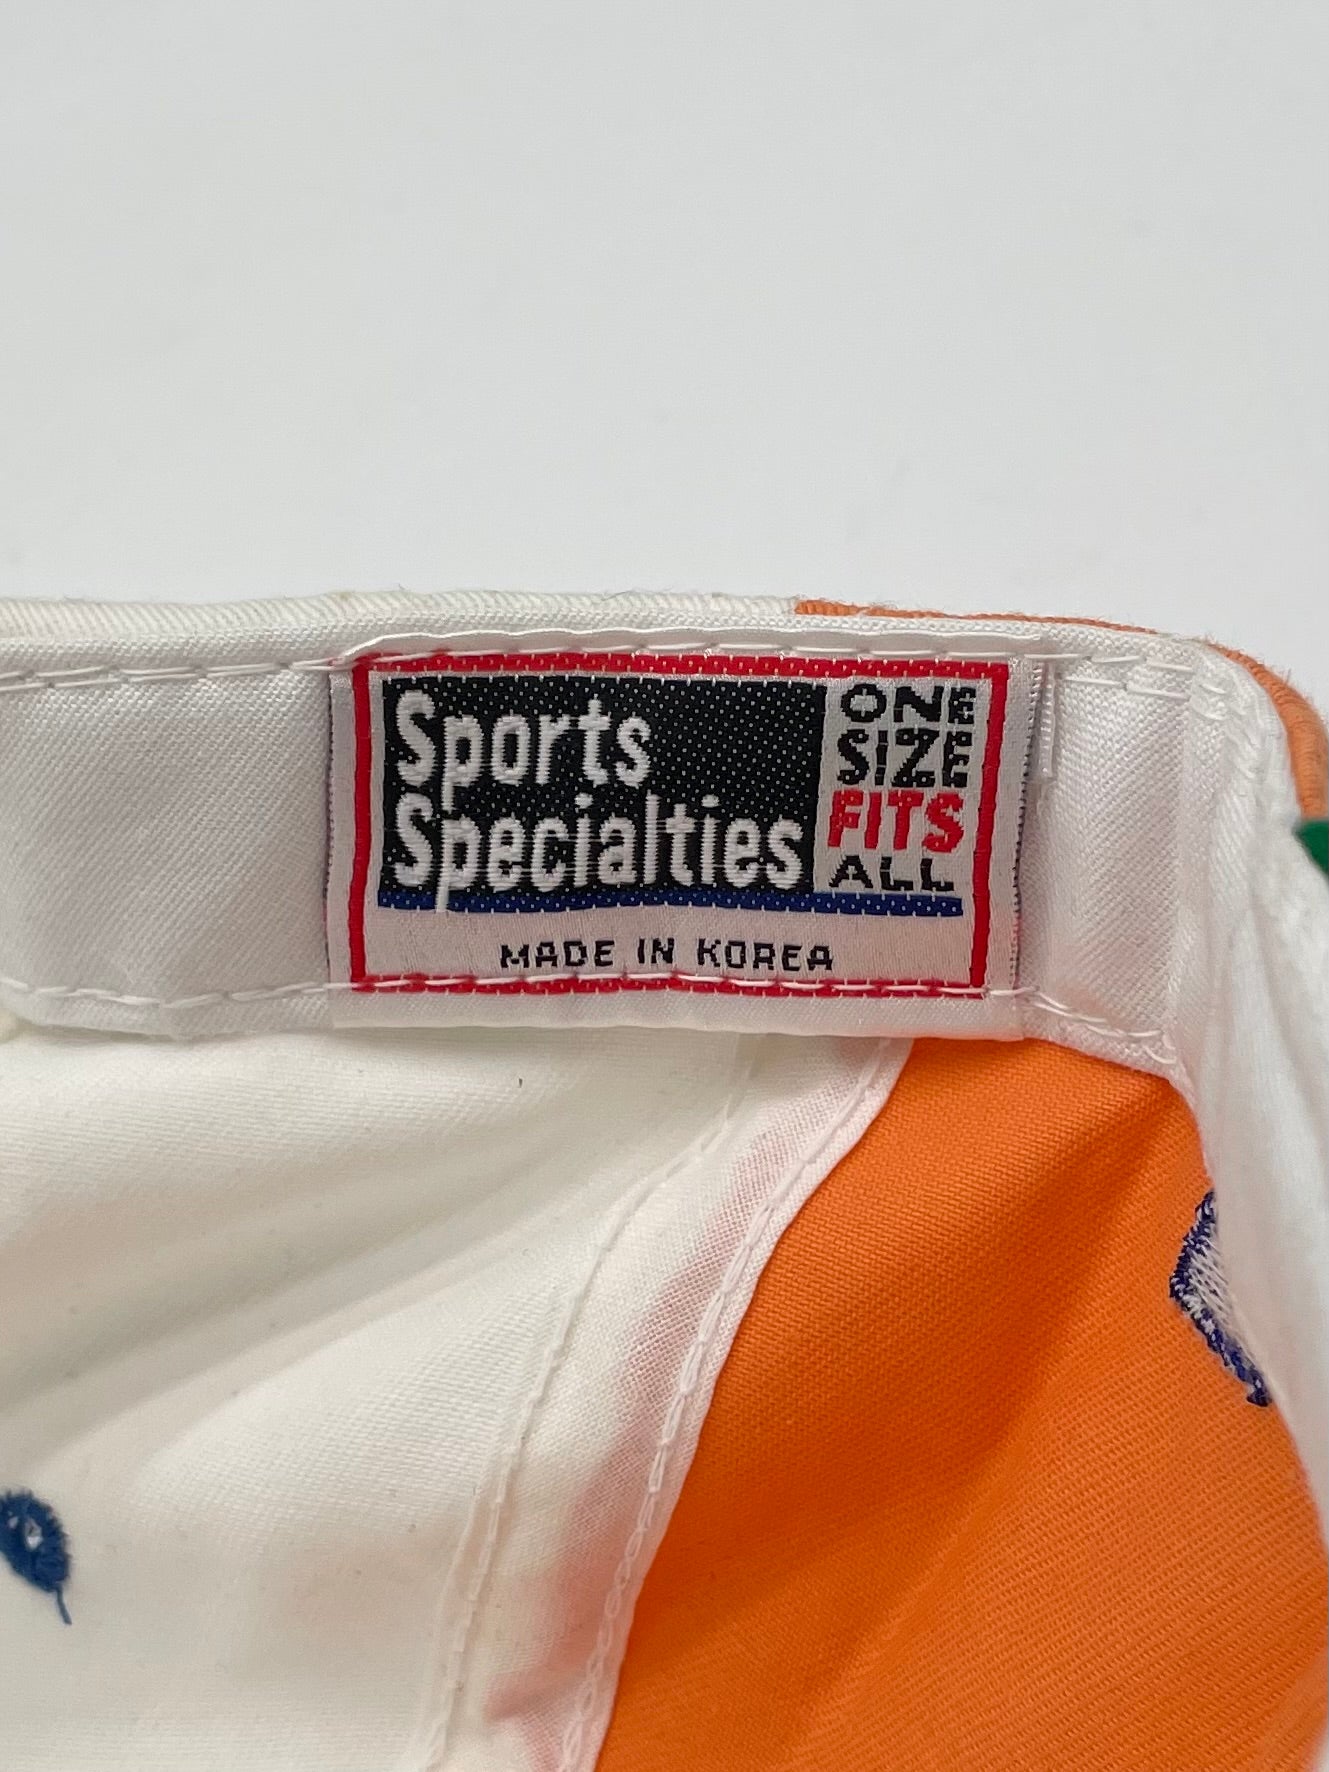 Sports
Specialties
ONE
SIZE
FITS
ALL
MADE IN KOREA